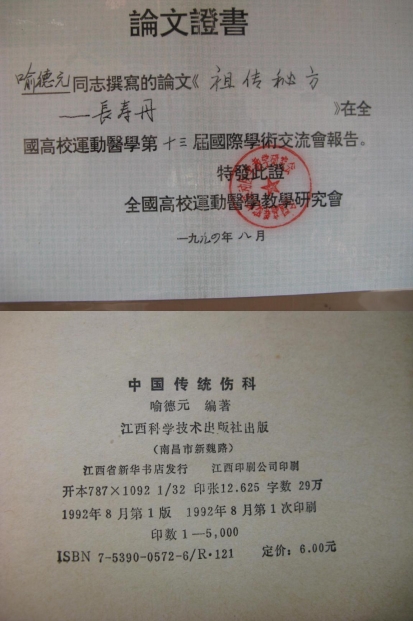 論文證書
喻德元同志撰寫的論文《祖传秘方
——長寿丹》在全
國高校運動醫學第十三屆國際學術交流會報告。
特發此證
全國高校運動醫學教學研究會
一九九四年八月
中国传统伤科
喻德元 编著
江西科学技术出版社出版
（南昌市新魏路）
江西省新华书店发行 江西印刷公司印刷
开本787×1092 1/32 印张12.625 字数 29万
1992年8月第1版 1992年8月第1次印刷
印数1—5,000
ISBN 7-5390-0572-6/R·121 定价：6.00元